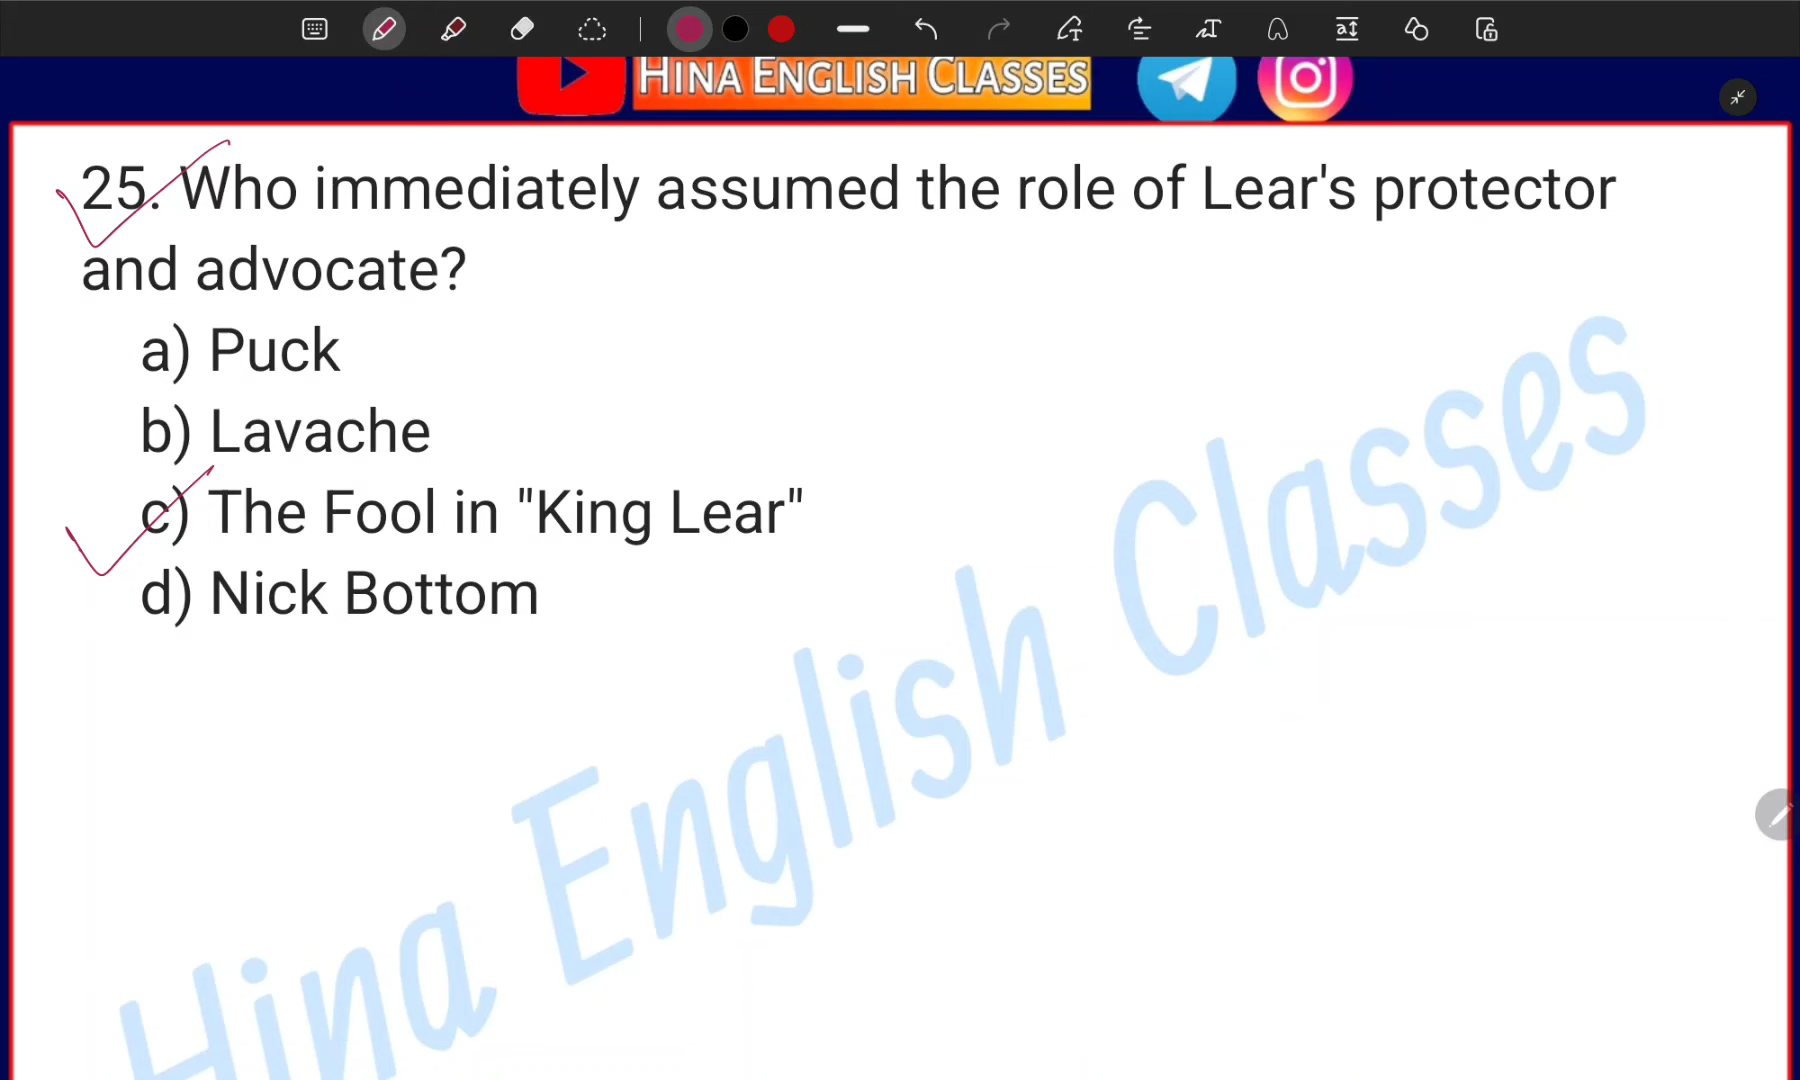 HINA ENGLISH CLASSES
25. Who immediately assumed the role of Lear's protector
and advocate?
a) Puck
b) Lavache
c) The Fool in "King Lear"
d) Nick Bottom
Hina English Classes